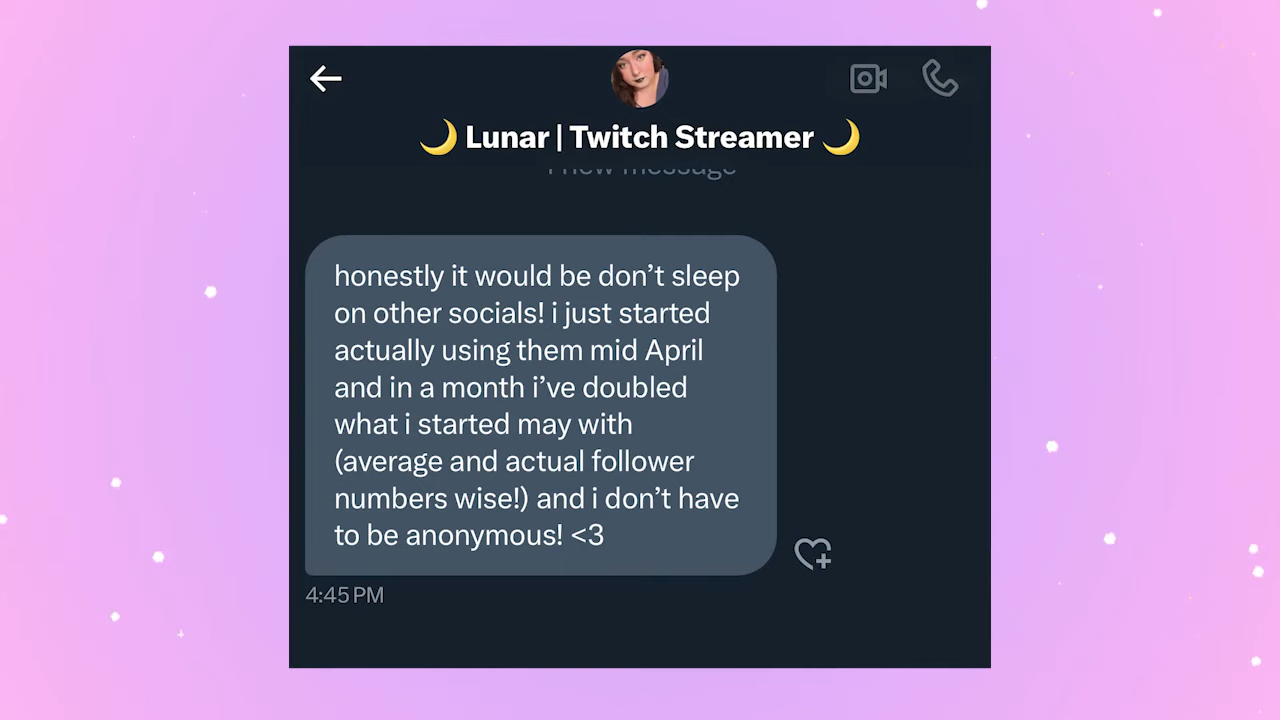 🌙 Lunar | Twitch Streamer 🌙
new message
honestly it would be don’t sleep
on other socials! i just started
actually using them mid April
and in a month i’ve doubled
what i started may with
(average and actual follower
numbers wise!) and i don’t have
to be anonymous! <3
4:45 PM